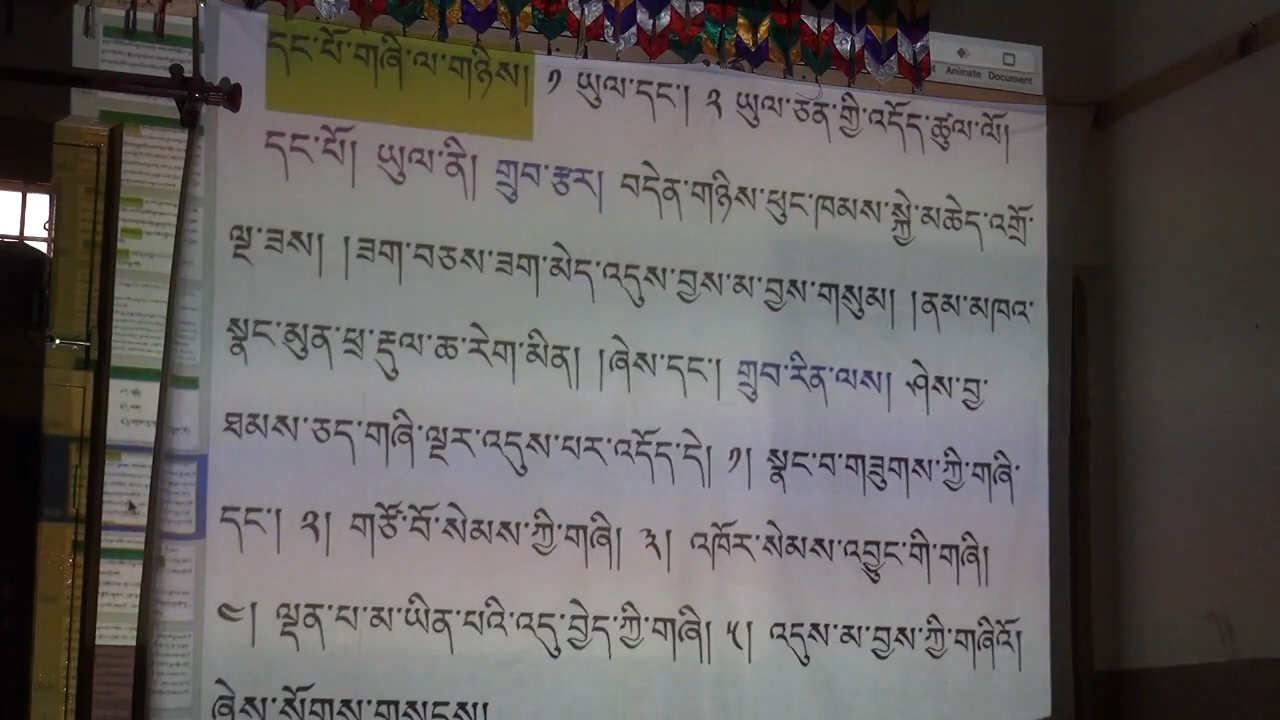 Animate Document
དང་པོ་གཞི་ལ་གཉིས། ༡ ཡུལ་དང་། ༢ ཡུལ་ཅན་གྱི་འདོད་ཚུལ་ལོ།
དང་པོ། ཡུལ་ནི། གྲུབ་རྩར། བདེན་གཉིས་ཕུང་ཁམས་སྐྱེ་མཆེད་འགྲོ་
ལྔ་ཟས། །ཟག་བཅས་ཟག་མེད་འདུས་བྱས་མ་བྱས་གསུམ། །ནམ་མཁའ་
སྣང་མུན་ཕྲ་རྡུལ་ཆ་རེག་མིན། །ཞེས་དང་། གྲུབ་རིན་ལས། ཤེས་བྱ་
ཐམས་ཅད་གཞི་ལྔར་འདུས་པར་འདོད་དེ། ༡། སྣང་བ་གཟུགས་ཀྱི་གཞི་
དང་། ༢། གཙོ་བོ་སེམས་ཀྱི་གཞི། ༣། འཁོར་སེམས་འབྱུང་གི་གཞི།
༤། ལྡན་པ་མ་ཡིན་པའི་འདུ་བྱེད་ཀྱི་གཞི། ༥། འདུས་མ་བྱས་ཀྱི་གཞིའོ།
ཞེས་སོགས་གསུངས།